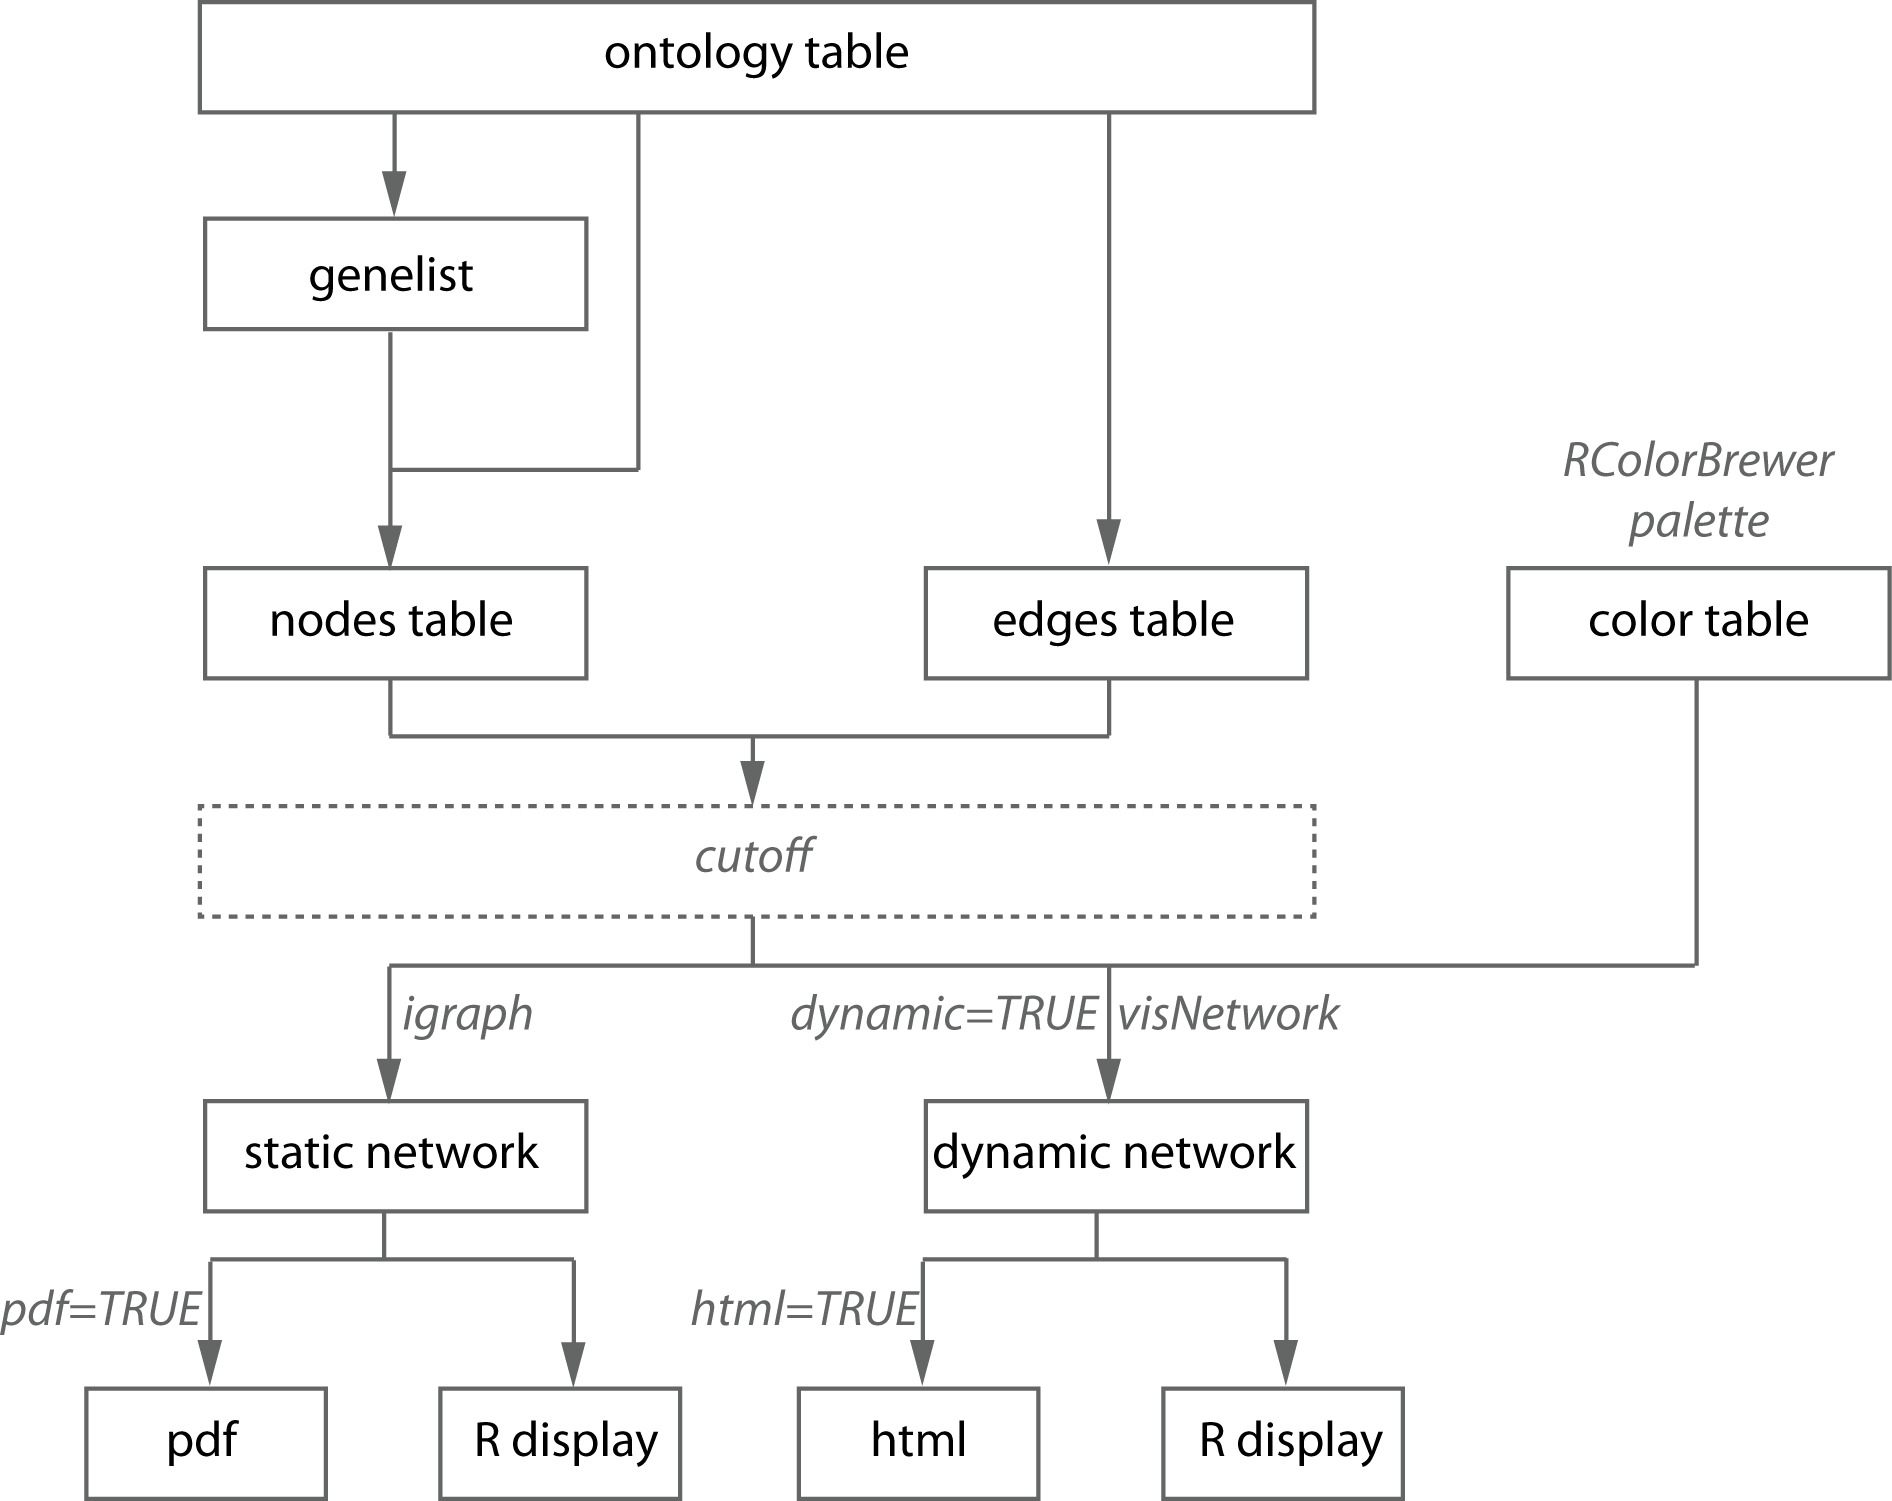 ontology table
genelist
RColorBrewer
palette
nodes table
edges table
color table
cutoff
igraph
dynamic=TRUE
visNetwork
static network
dynamic network
pdf=TRUE
html=TRUE
pdf
R display
html
R display